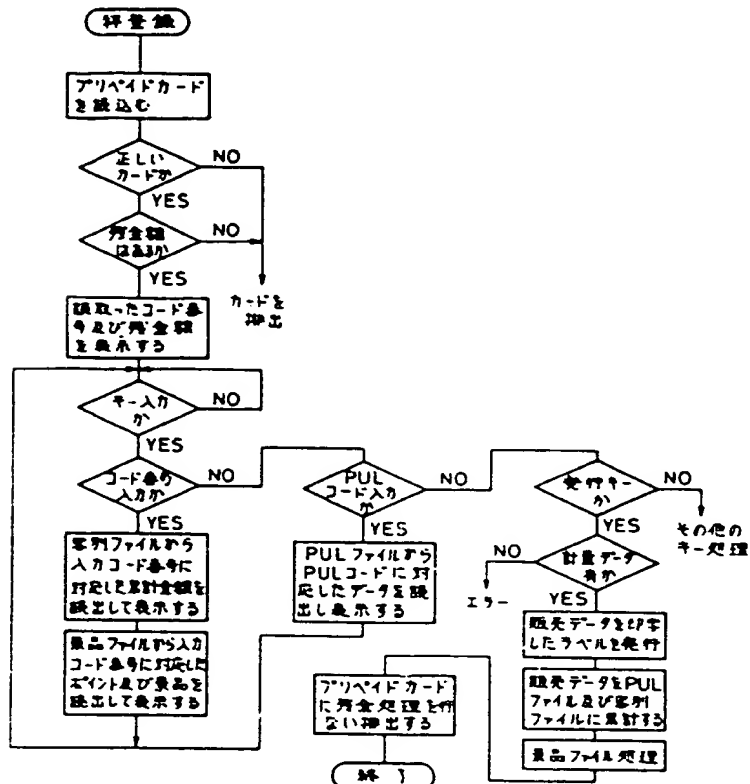 秤登録
プリペイドカード
を読込む
正しい
カードか
NO
YES
残金額
はあるか
NO
YES
カードを
排出
読取ったコード番
号及び残金額
を表示する
キー入力
か
NO
YES
コード番号
入力か
NO
YES
客別ファイルから
入力コード番号に
対応した累計金額を
読出して表示する
景品ファイルから入力
コード番号に対応した
ポイント及び景品を
読出して表示する
PUL
コード入力
か
NO
YES
PULファイルから
PULコードに対
応したデータを読
出し表示する
発行キー
か
NO
YES
その他の
キー処理
計量データ
有か
NO
YES
エラー
販売データを印字
したラベルを発行
販売データをPUL
ファイル及び客別
ファイルに累計する
景品ファイル処理
プリペイドカード
に残金処理を行
ない排出する
終了